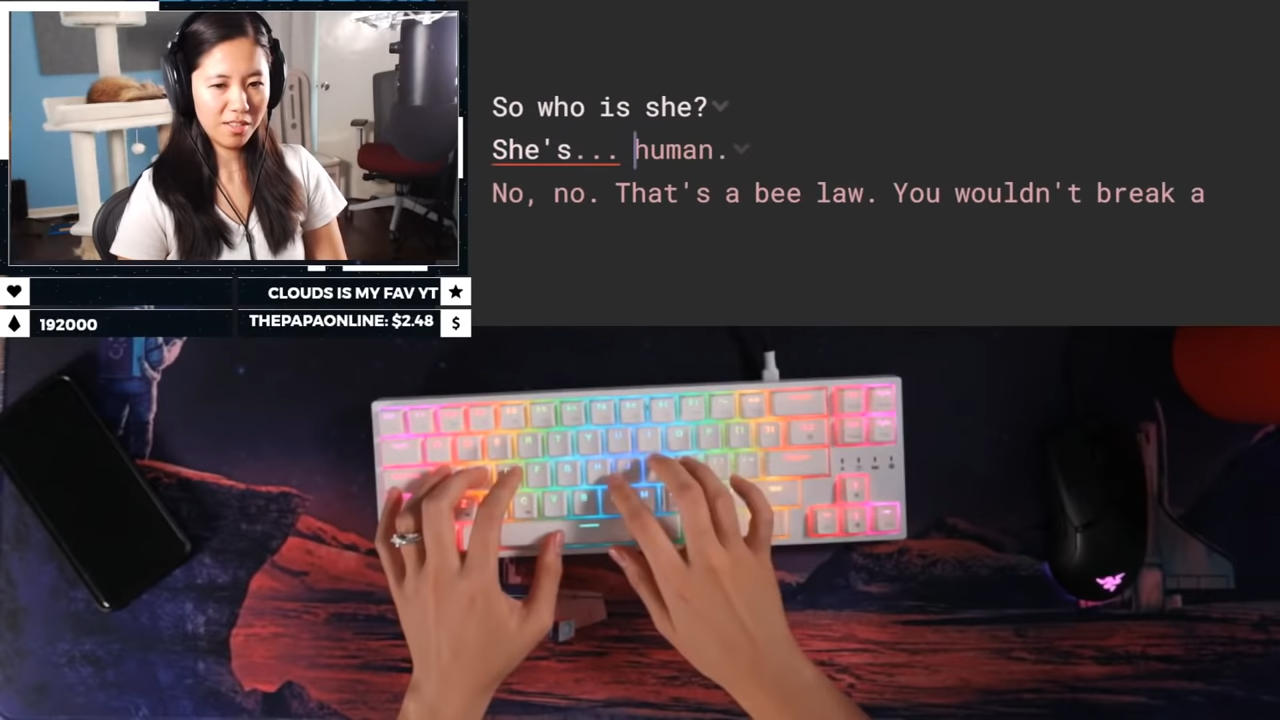 So who is she?
She's... human.
No, no. That's a bee law. You wouldn't break a
CLOUDS IS MY FAV YT
192000
THEPAPAONLINE: $2.48
$